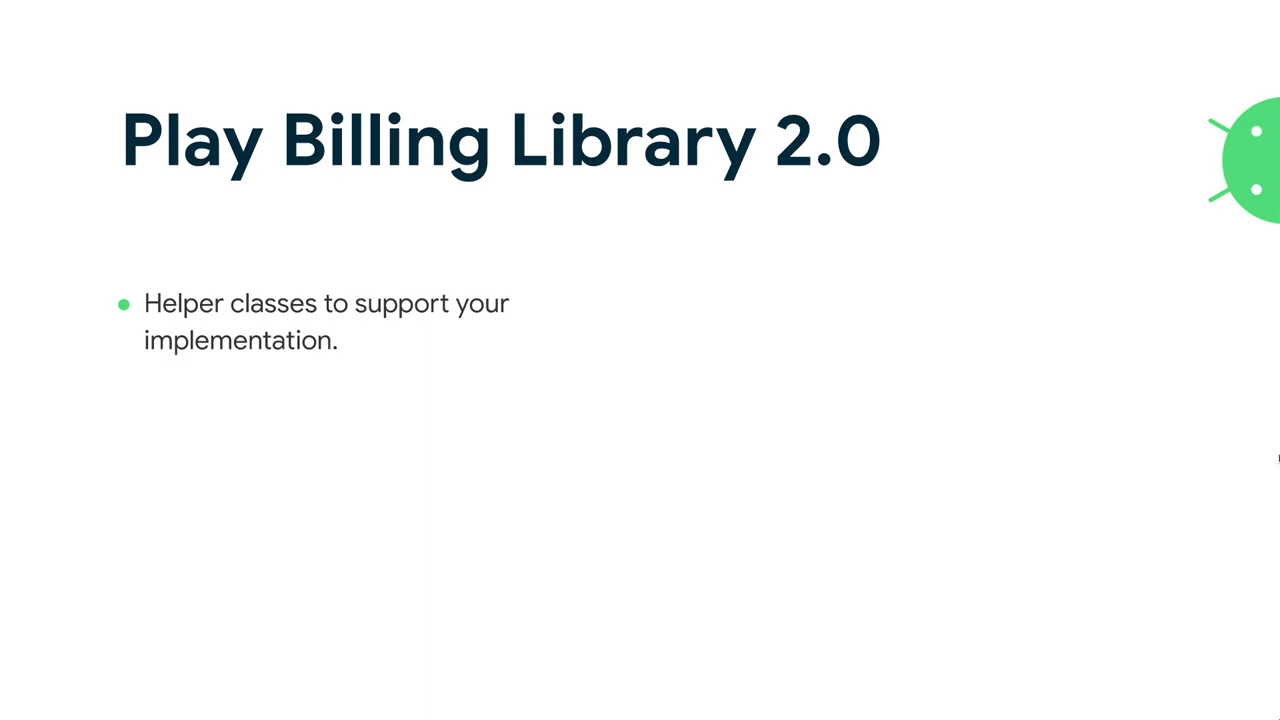 Play Billing Library 2.0
Helper classes to support your
implementation.